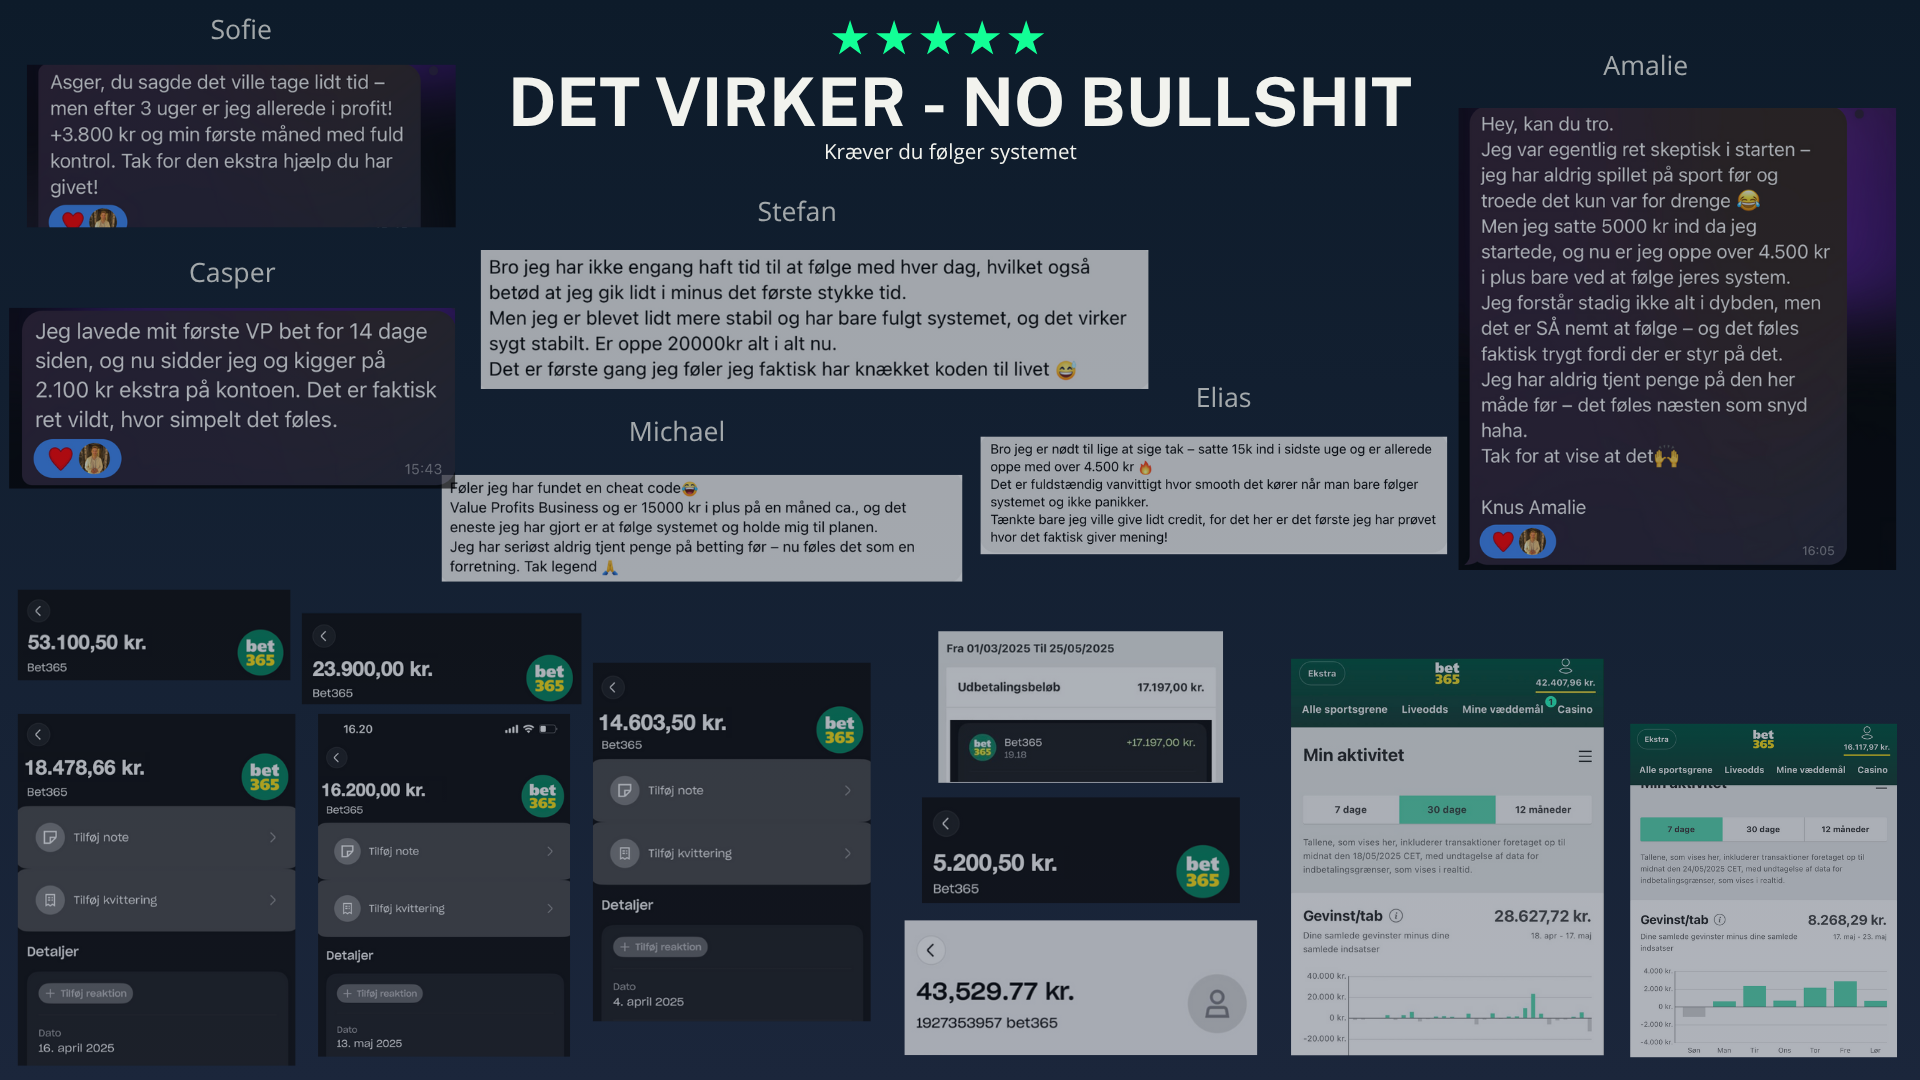 ★★★★★
DET VIRKER - NO BULLSHIT
Kræver du følger systemet
Sofie
Asger, du sagde det ville tage lidt tid –
men efter 3 uger er jeg allerede i profit!
+3.800 kr og min første måned med fuld
kontrol. Tak for den ekstra hjælp du har
givet!
Casper
Jeg lavede mit første VP bet for 14 dage
siden, og nu sidder jeg og kigger på
2.100 kr ekstra på kontoen. Det er faktisk
ret vildt, hvor simpelt det føles.
15:43
Stefan
Bro jeg har ikke engang haft tid til at følge med hver dag, hvilket også
betød at jeg gik lidt i minus det første stykke tid.
Men jeg er blevet lidt mere stabil og har bare fulgt systemet, og det virker
sygt stabilt. Er oppe 20000kr alt i alt nu.
Det er første gang jeg føler jeg faktisk har knækket koden til livet 😅
Michael
Føler jeg har fundet en cheat code😂
Value Profits Business og er 15000 kr i plus på en måned ca., og det
eneste jeg har gjort er at følge systemet og holde mig til planen.
Jeg har seriøst aldrig tjent penge på betting før – nu føles det som en
forretning. Tak legend 🙏
Elias
Bro jeg er nødt til lige at sige tak – satte 15k ind i sidste uge og er allerede
oppe med over 4.500 kr 🔥
Det er fuldstændig vanvittigt hvor smooth det kører når man bare følger
systemet og ikke panikker.
Tænkte bare jeg ville give lidt credit, for det her er det første jeg har prøvet
hvor det faktisk giver mening!
Amalie
Hey, kan du tro.
Jeg var egentlig ret skeptisk i starten –
jeg har aldrig spillet på sport før og
troede det kun var for drenge 😂
Men jeg satte 5000 kr ind da jeg
startede, og nu er jeg oppe over 4.500 kr
i plus bare ved at følge jeres system.
Jeg forstår stadig ikke alt i dybden, men
det er SÅ nemt at følge – og det føles
faktisk trygt fordi der er styr på det.
Jeg har aldrig tjent penge på den her
måde før – det føles næsten som snyd
haha.
Tak for at vise at det🙌
Knus Amalie
16:05
53.100,50 kr.
Bet365
bet
365
23.900,00 kr.
Bet365
bet
365
18.478,66 kr.
Bet365
bet
365
Tilføj note
Tilføj kvittering
Detaljer
+ Tilføj reaktion
Dato
16. april 2025
16.20
16.200,00 kr.
Bet365
bet
365
Tilføj note
Tilføj kvittering
Detaljer
+ Tilføj reaktion
Dato
13. maj 2025
14.603,50 kr.
Bet365
bet
365
Tilføj note
Tilføj kvittering
Detaljer
+ Tilføj reaktion
Dato
4. april 2025
Fra 01/03/2025 Til 25/05/2025
Udbetalingsbeløb 17.197,00 kr.
bet
365
Bet365 +17.197,00 kr.
19.18
5.200,50 kr.
Bet365
bet
365
43,529.77 kr.
1927353957 bet365
Ekstra
bet
365
42.407,96 kr.
Alle sportsgrene Liveodds Mine væddemål 1 Casino
Min aktivitet
7 dage 30 dage 12 måneder
Tallene, som vises her, inkluderer transaktioner foretaget op til
midnat den 18/05/2025 CET, med undtagelse af data for
indbetalingsgrænser, som vises i realtid.
Gevinst/tab 28.627,72 kr.
Dine samlede gevinster minus dine 18. apr - 17. maj
samlede indsatser
40.000 kr.
20.000 kr.
0 kr.
-20.000 kr.
Ekstra
bet
365
16.117,97 kr.
Alle sportsgrene Liveodds Mine væddemål Casino
Min aktivitet
7 dage 30 dage 12 måneder
Tallene, som vises her, inkluderer transaktioner foretaget op til
midnat den 24/05/2025 CET, med undtagelse af data for
indbetalingsgrænser, som vises i realtid.
Gevinst/tab 8.268,29 kr.
Dine samlede gevinster minus dine samlede 17. maj - 23. maj
indsatser
4.000 kr.
2.000 kr.
0 kr.
-2.000 kr.
-4.000 kr.
Søn Man Tir Ons Tor Fre Lør